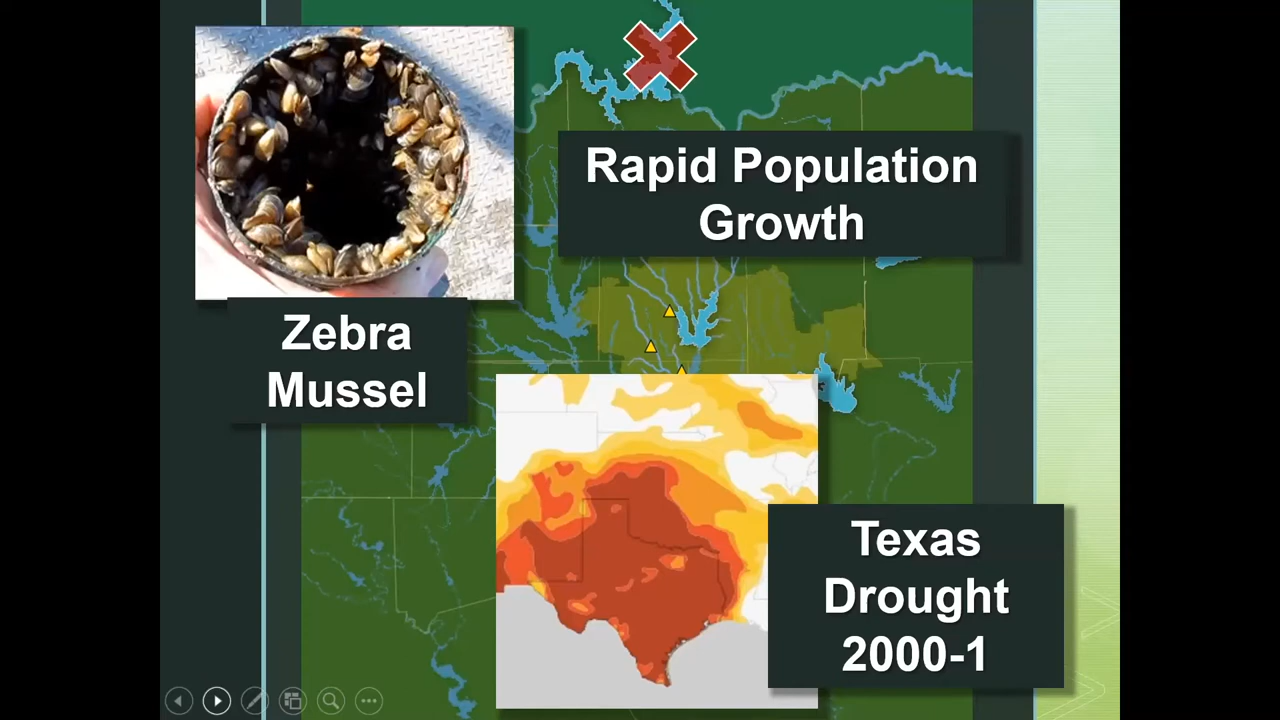 Rapid Population
Growth
Zebra
Mussel
Texas
Drought
2000-1